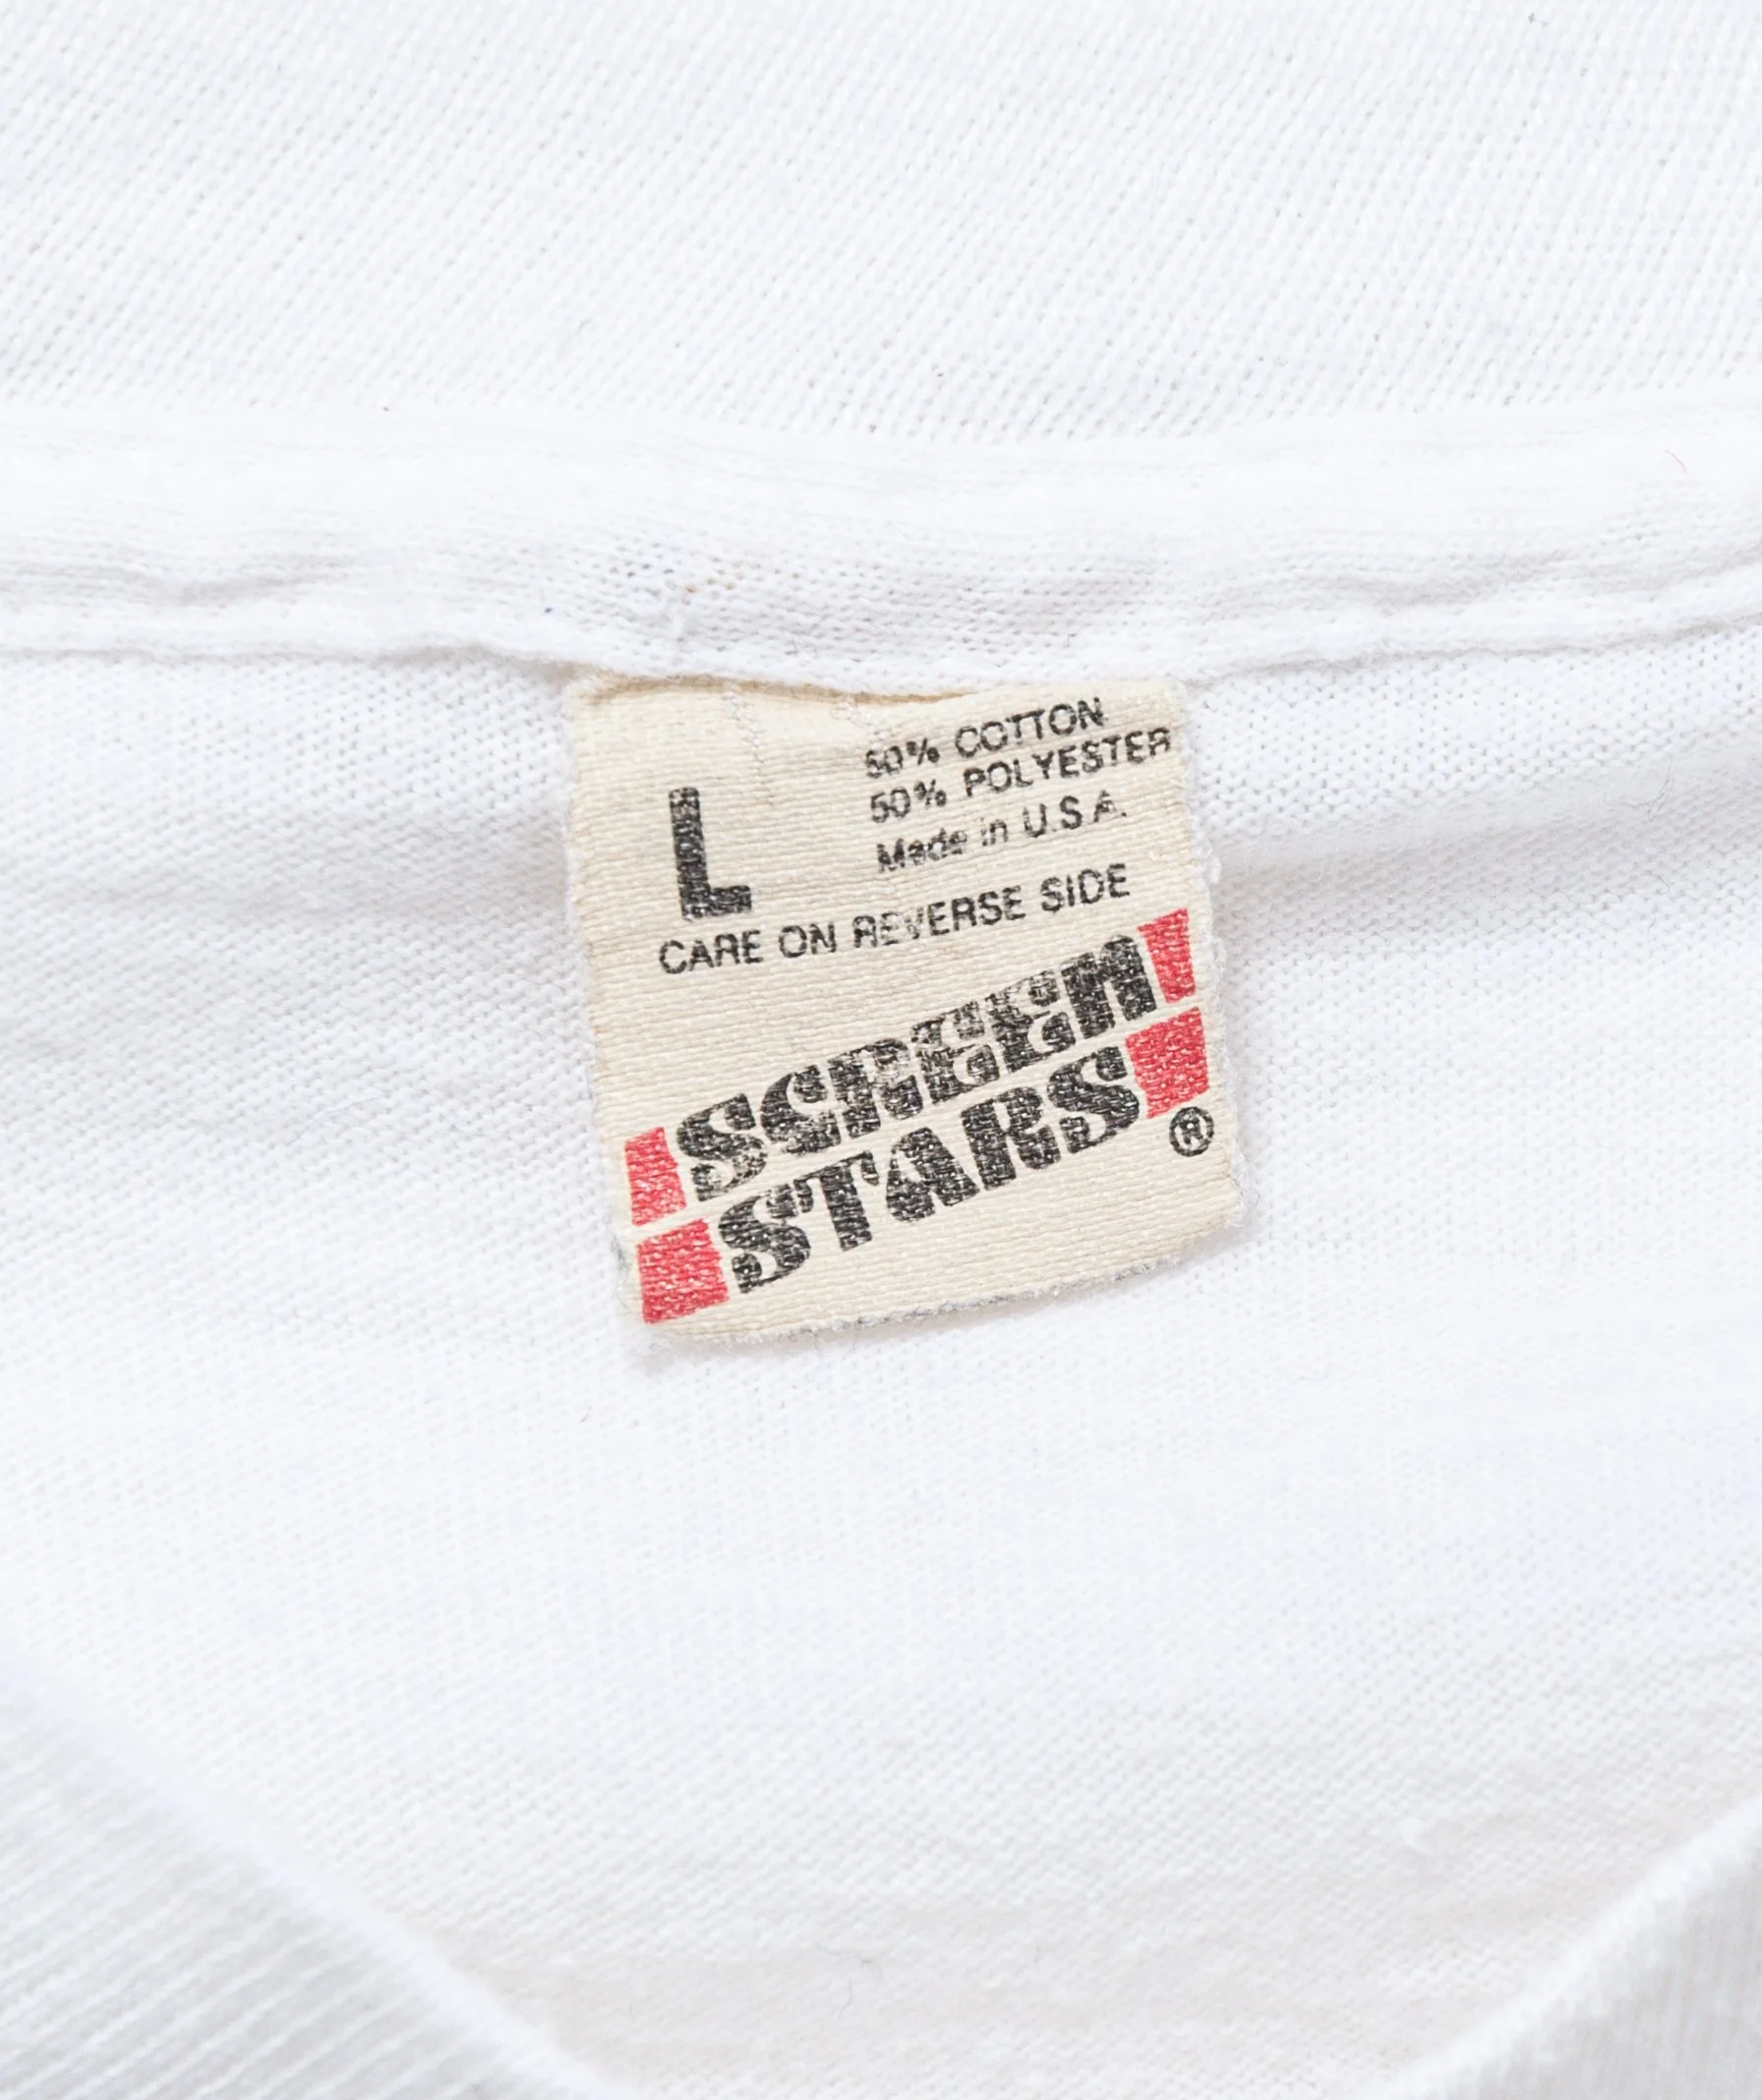 L
50% COTTON
50% POLYESTER
Made in U.S.A.
CARE ON REVERSE SIDE
SCREEN
STARS
®